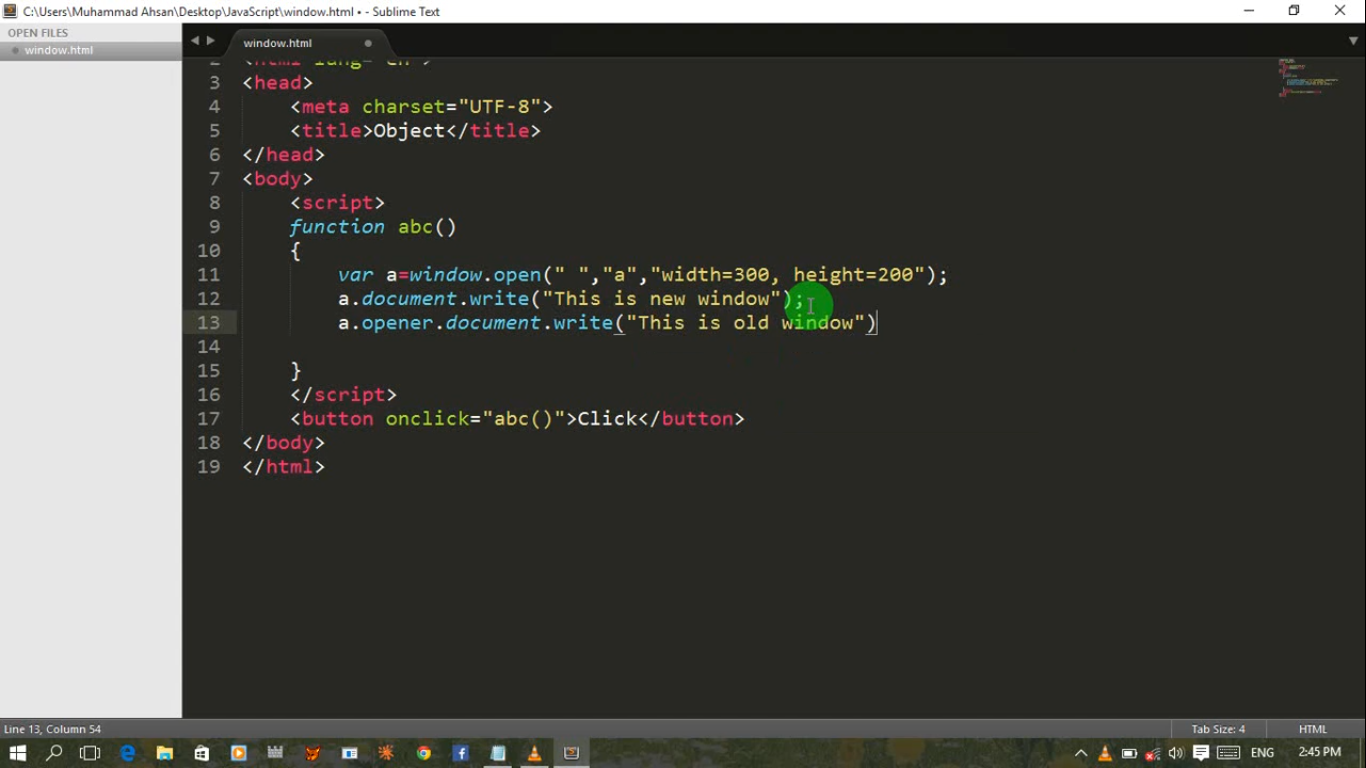 C:\Users\Muhammad Ahsan\Desktop\JavaScript\window.html • - Sublime Text
OPEN FILES
window.html
window.html
2 <html lang="en">
3 <head>
4 <meta charset="UTF-8">
5 <title>Object</title>
6 </head>
7 <body>
8 <script>
9 function abc()
10 {
11 var a=window.open(" ","a","width=300, height=200");
12 a.document.write("This is new window");
13 a.opener.document.write("This is old window")
14
15 }
16 </script>
17 <button onclick="abc()">Click</button>
18 </body>
19 </html>
Line 13, Column 54
Tab Size: 4
HTML
ENG
2:45 PM